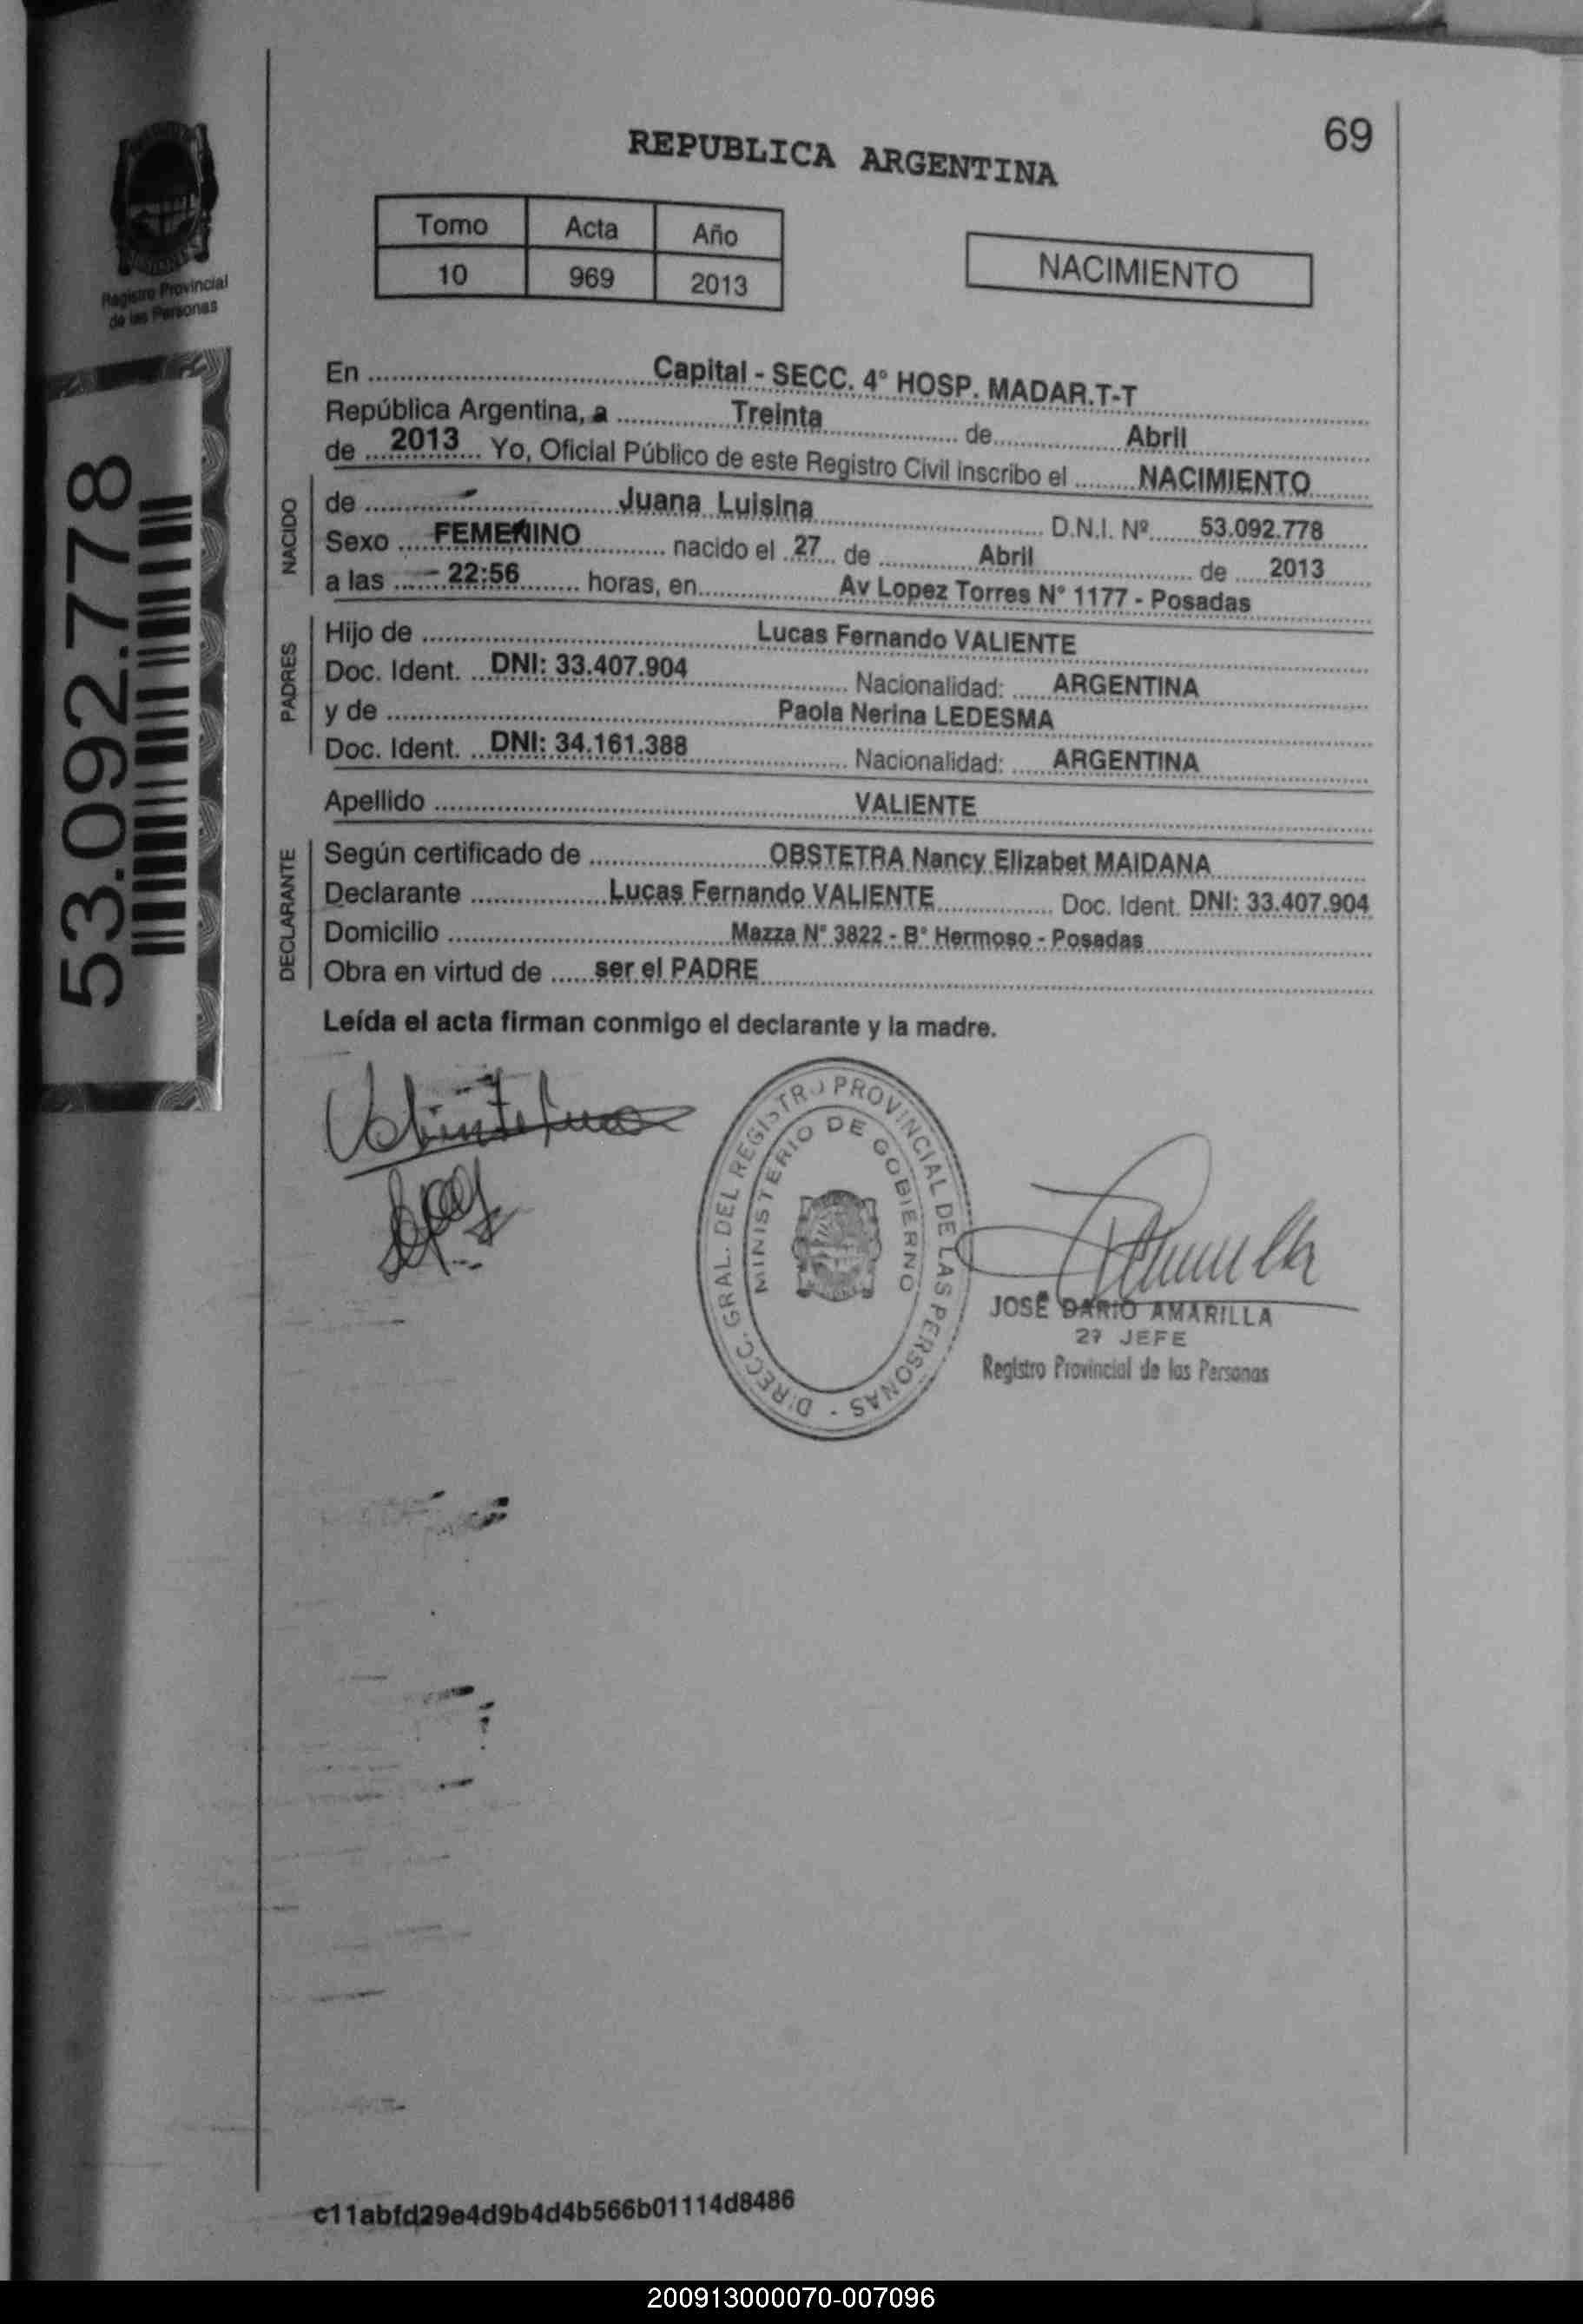 69
REPUBLICA ARGENTINA
Tomo Acta Año
10 969 2013
NACIMIENTO
Registro Provincial
de las Personas
53.092.778
En Capital - SECC. 4° HOSP. MADAR.T-T
República Argentina, a Treinta de Abril
de 2013 Yo, Oficial Público de este Registro Civil inscribo el NACIMIENTO
NACIDO
de Juana Luisina D.N.I. Nº 53.092.778
Sexo FEMENINO nacido el 27 de Abril de 2013
a las 22:56 horas, en Av Lopez Torres N° 1177 - Posadas
PADRES
Hijo de Lucas Fernando VALIENTE
Doc. Ident. DNI: 33.407.904 Nacionalidad: ARGENTINA
y de Paola Nerina LEDESMA
Doc. Ident. DNI: 34.161.388 Nacionalidad: ARGENTINA
Apellido VALIENTE
DECLARANTE
Según certificado de OBSTETRA Nancy Elizabet MAIDANA
Declarante Lucas Fernando VALIENTE Doc. Ident. DNI: 33.407.904
Domicilio Mazza N° 3822 - B° Hermoso - Posadas
Obra en virtud de ser el PADRE
Leída el acta firman conmigo el declarante y la madre.
DIRECC. GRAL. DEL REGISTRO PROVINCIAL DE LAS PERSONAS -
MINISTERIO DE GOBIERNO
JOSÉ DARIO AMARILLA
2º JEFE
Registro Provincial de las Personas
c11abfd29e4d9b4d4b566b01114d8486
200913000070-007096